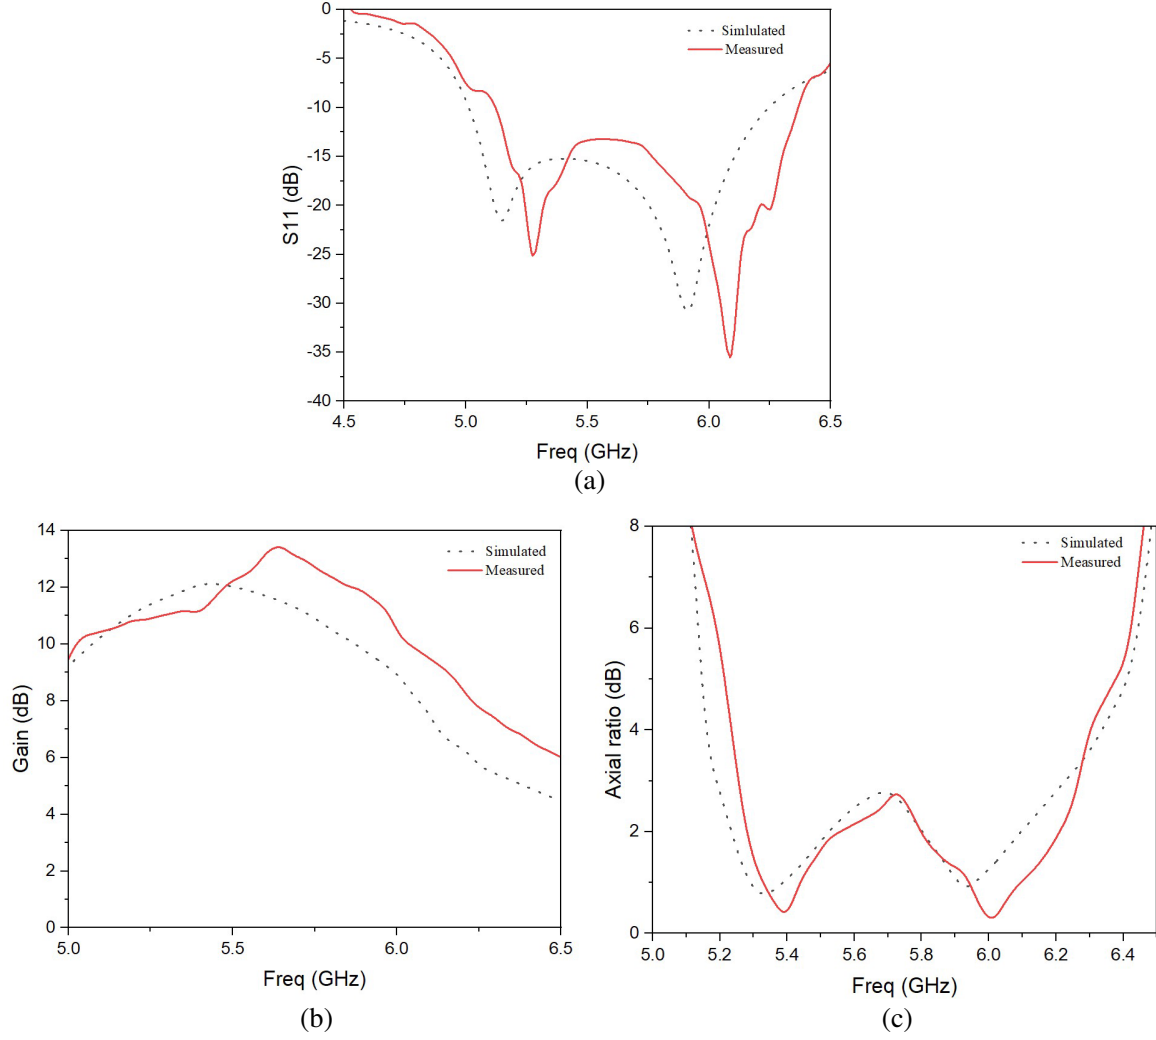 0
-5
-10
-15
-20
-25
-30
-35
-40
S11 (dB)
Simlulated
Measured
4.5 5.0 5.5 6.0 6.5
Freq (GHz)
(a)
14
12
10
8
6
4
2
0
Gain (dB)
Simulated
Measured
5.0 5.5 6.0 6.5
Freq (GHz)
(b)
8
6
4
2
0
Axial ratio (dB)
Simulated
Measured
5.0 5.2 5.4 5.6 5.8 6.0 6.2 6.4
Freq (GHz)
(c)